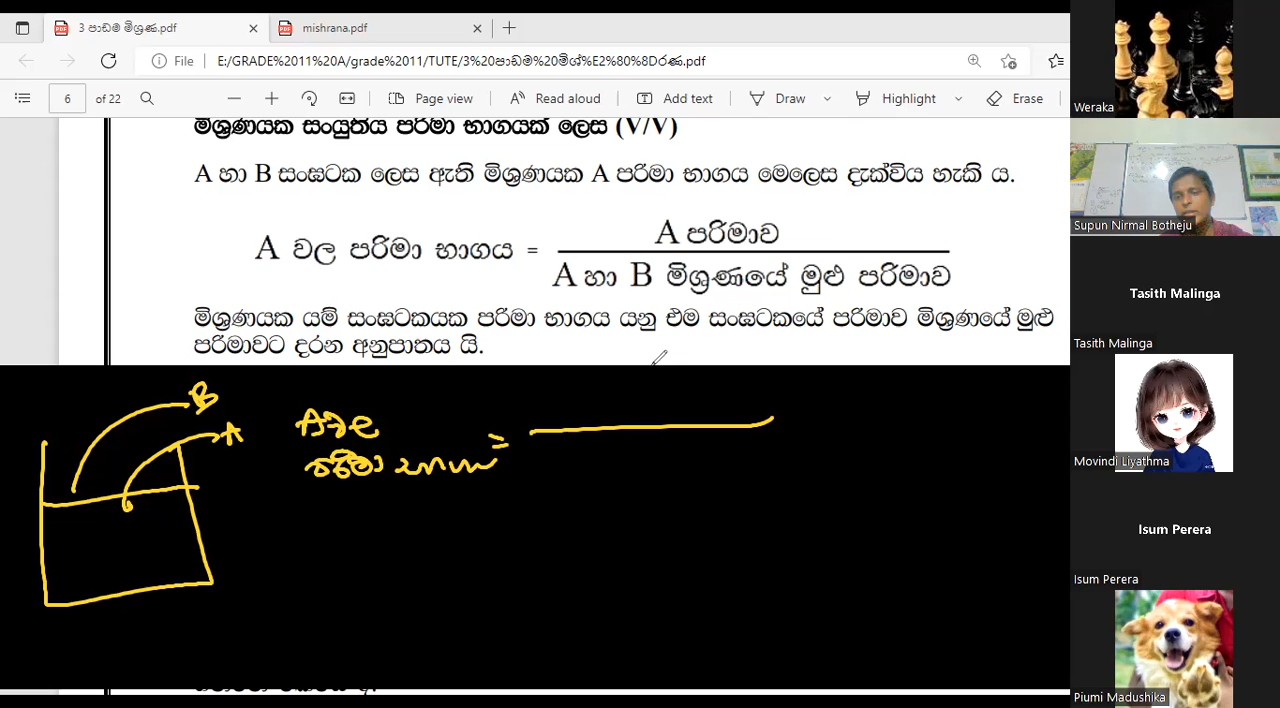 3 පාඩම මිශ්‍රණ.pdf
mishrana.pdf
File
E:/GRADE%2011%20A/grade%2011/TUTE/3%20පාඩම%20මිශ්%E2%80%8Dරණ.pdf
6 of 22
Page view
Read aloud
Add text
Draw
Highlight
Erase
මිශ්‍රණයක සංයුතිය පරිමා භාගයක් ලෙස (V/V)
A හා B සංඝටක ලෙස ඇති මිශ්‍රණයක A පරිමා භාගය මෙලෙස දැක්විය හැකි ය.
A වල පරිමා භාගය = A පරිමාව
A හා B මිශ්‍රණයේ මුළු පරිමාව
මිශ්‍රණයක යම් සංඝටකයක පරිමා භාගය යනු එම සංඝටකයේ පරිමාව මිශ්‍රණයේ මුළු
පරිමාවට දරන අනුපාතය යි.
B
A
A වල
පරිමා භාගය =
Weraka
Supun Nirmal Botheju
Tasith Malinga
Tasith Malinga
Movindi Liyathma
Isum Perera
Isum Perera
Piumi Madushika